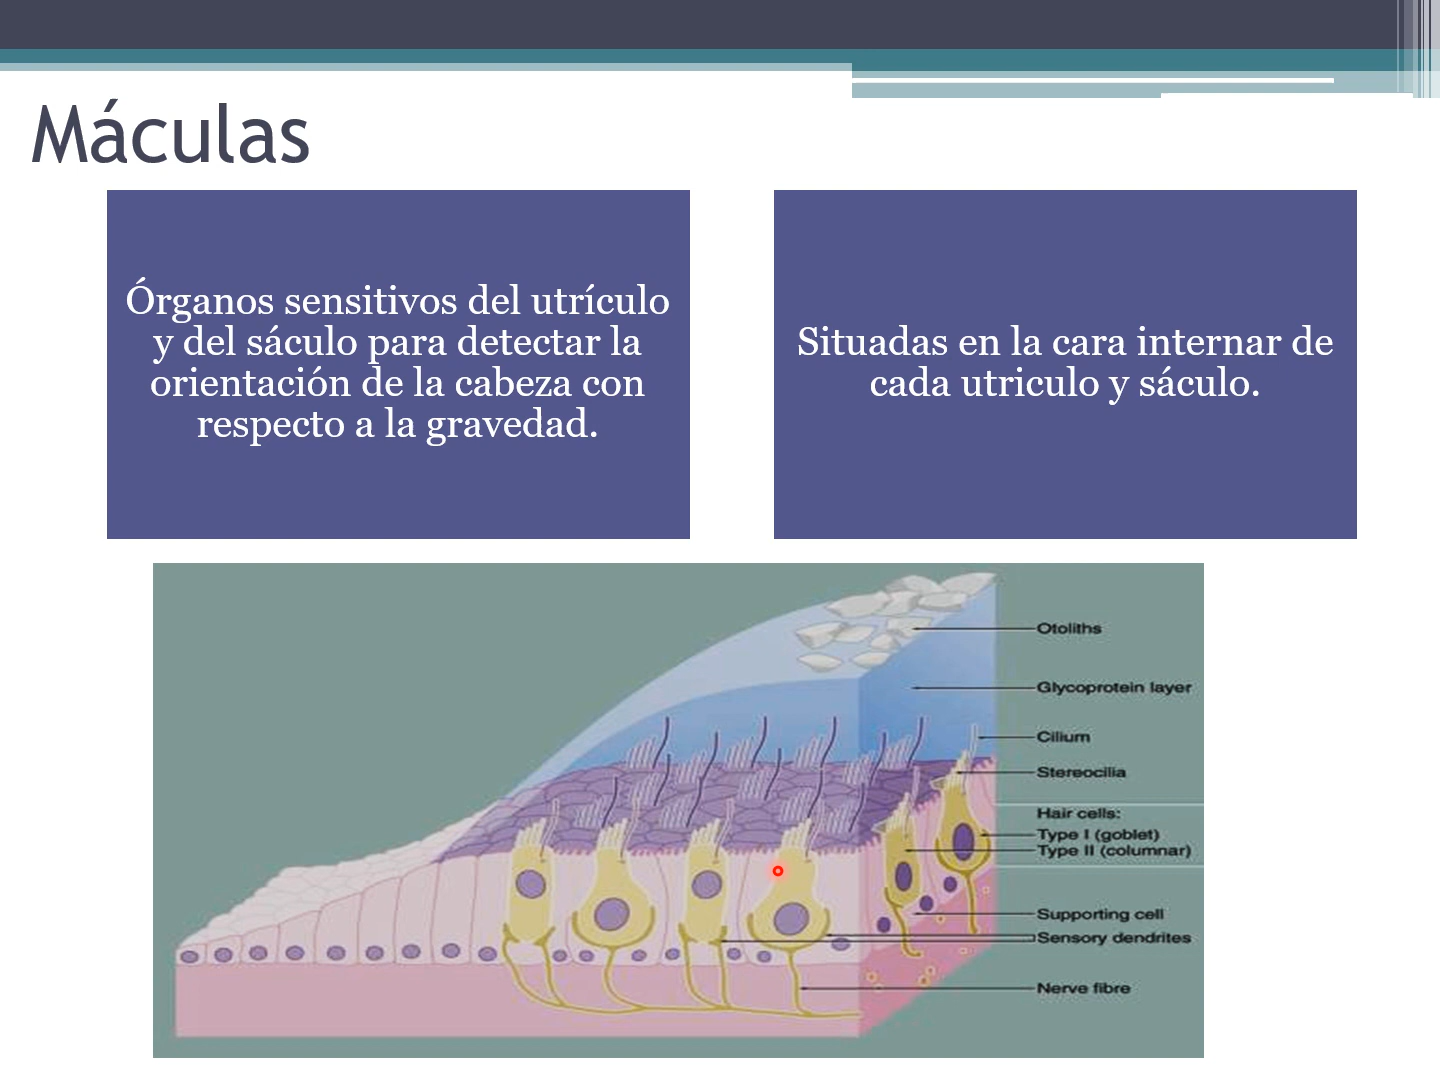 Máculas
Órganos sensitivos del utrículo
y del sáculo para detectar la
orientación de la cabeza con
respecto a la gravedad.
Situadas en la cara internar de
cada utriculo y sáculo.
Otoliths
Glycoprotein layer
Cilium
Stereocilia
Hair cells:
Type I (goblet)
Type II (columnar)
Supporting cell
Sensory dendrites
Nerve fibre